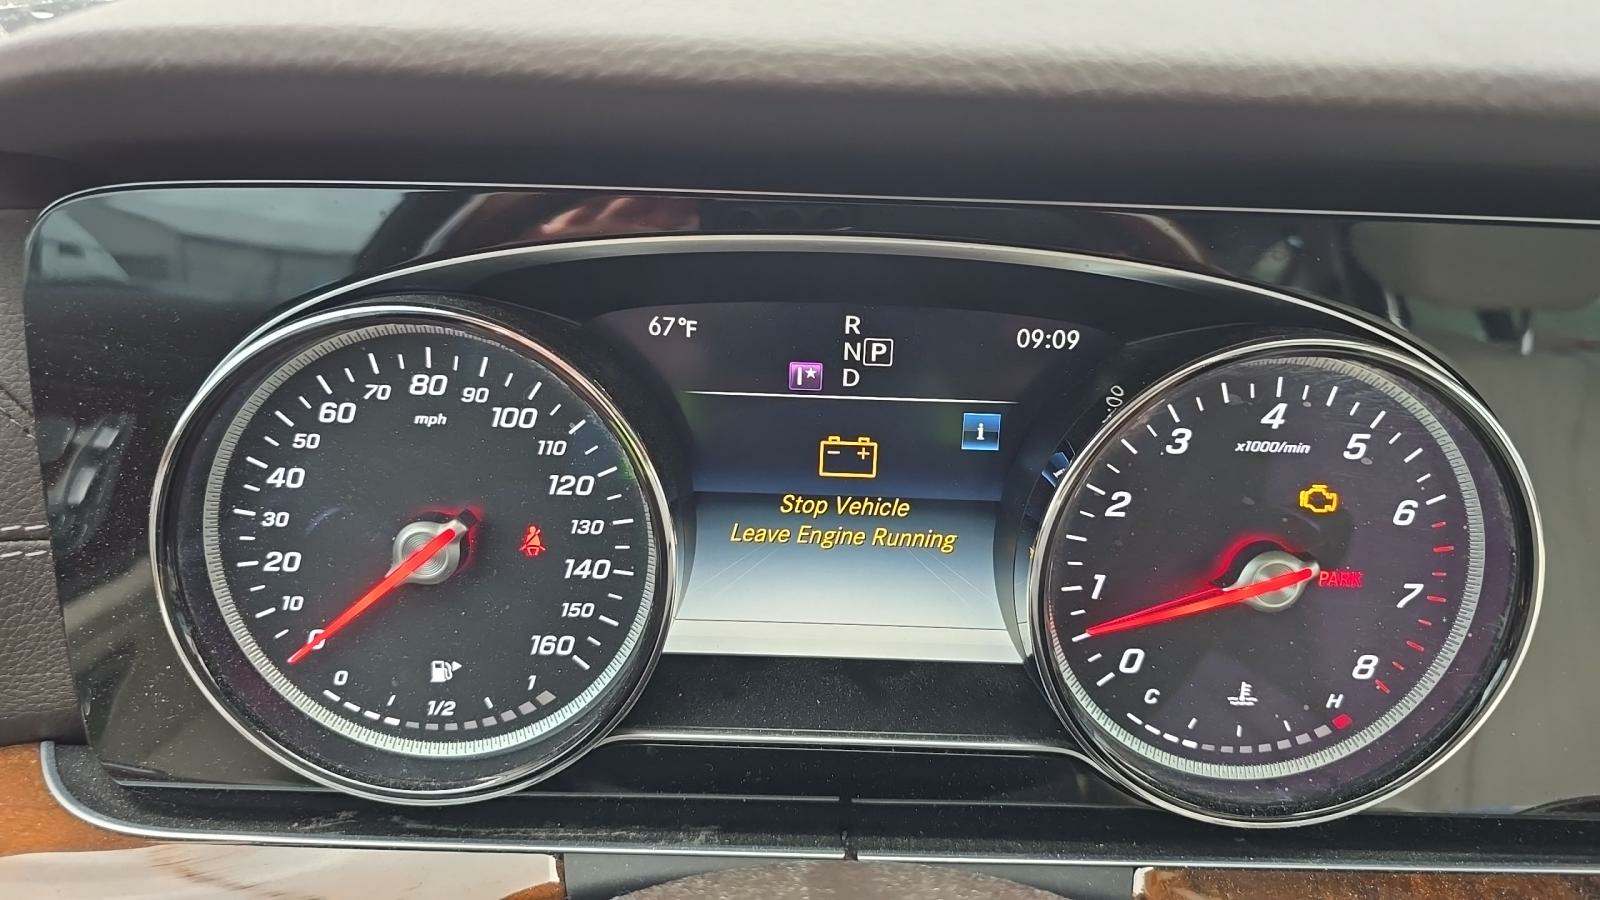 67°F
R
N P
I* D
09:09
i
- +
Stop Vehicle
Leave Engine Running
0
10
20
30
40
50
60
70
80
90
100
110
120
130
140
150
160
mph
0 1/2 1
0
1
2
3
4
5
6
7
8
x1000/min
PARK
C H